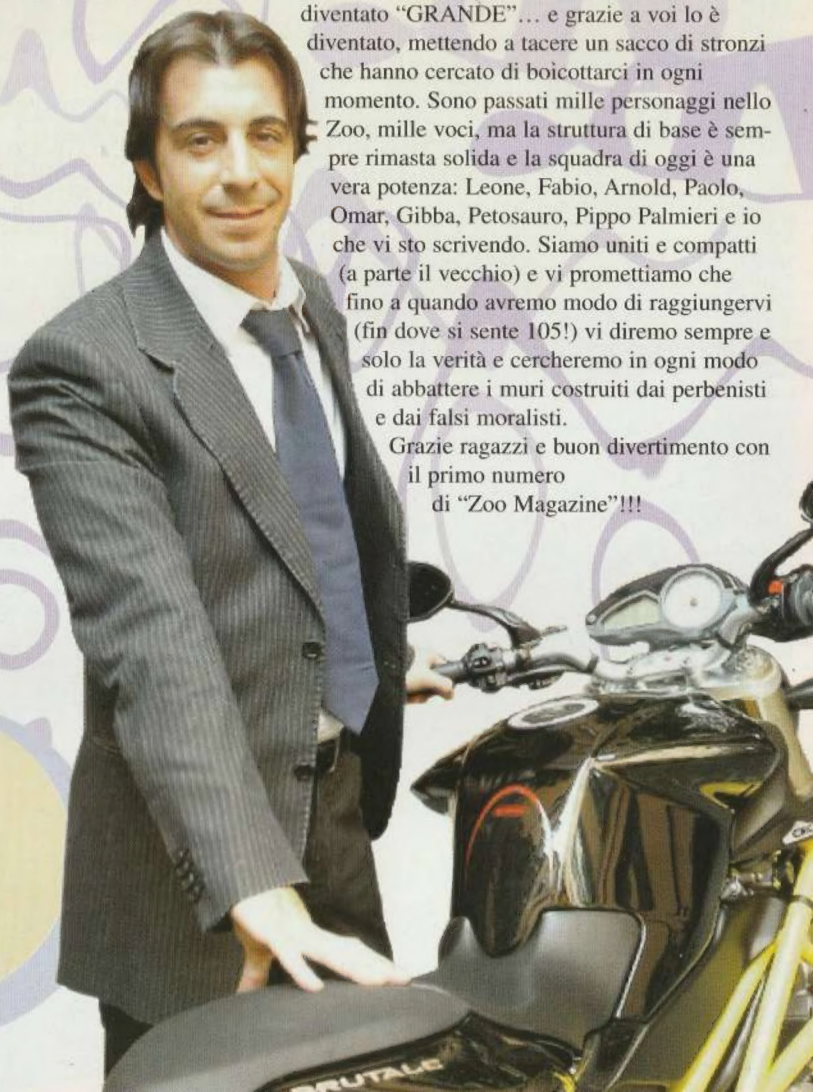 diventato “GRANDE”… e grazie a voi lo è
diventato, mettendo a tacere un sacco di stronzi
che hanno cercato di boicottarci in ogni
momento. Sono passati mille personaggi nello
Zoo, mille voci, ma la struttura di base è sem-
pre rimasta solida e la squadra di oggi è una
vera potenza: Leone, Fabio, Arnold, Paolo,
Omar, Gibba, Petosauro, Pippo Palmieri e io
che vi sto scrivendo. Siamo uniti e compatti
(a parte il vecchio) e vi promettiamo che
fino a quando avremo modo di raggiungervi
(fin dove si sente 105!) vi diremo sempre e
solo la verità e cercheremo in ogni modo
di abbattere i muri costruiti dai perbenisti
e dai falsi moralisti.
Grazie ragazzi e buon divertimento con
il primo numero
di “Zoo Magazine”!!!
BRUTALE